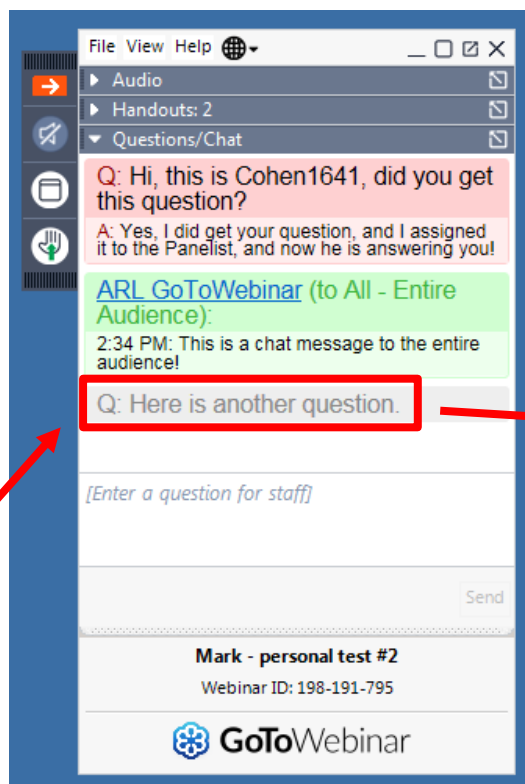 File View Help
Audio
Handouts: 2
Questions/Chat
Q: Hi, this is Cohen1641, did you get
this question?
A: Yes, I did get your question, and I assigned
it to the Panelist, and now he is answering you!
ARL GoToWebinar (to All - Entire
Audience):
2:34 PM: This is a chat message to the entire
audience!
Q: Here is another question.
[Enter a question for staff]
Send
Mark - personal test #2
Webinar ID: 198-191-795
GoToWebinar